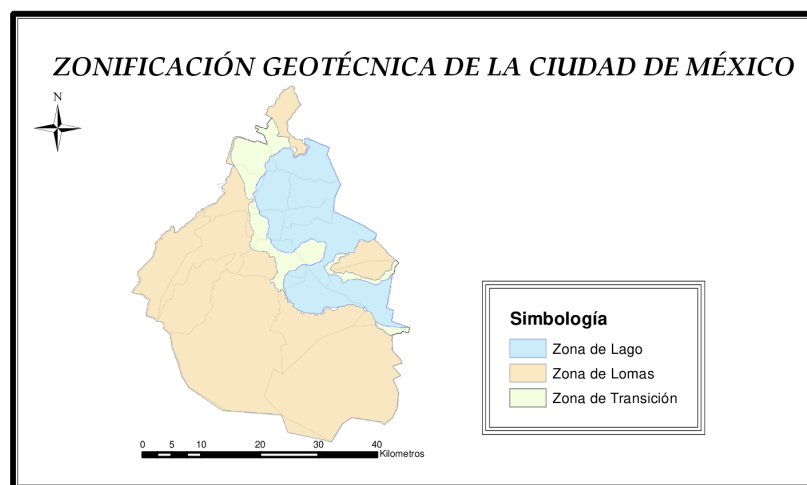 ZONIFICACIÓN GEOTÉCNICA DE LA CIUDAD DE MÉXICO
N
Simbología
Zona de Lago
Zona de Lomas
Zona de Transición
0 5 10 20 30 40
Kilometros